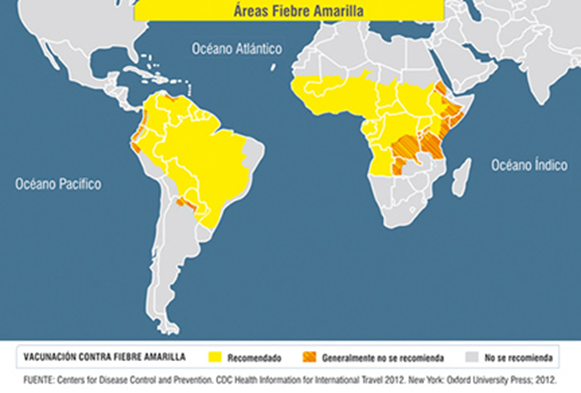 Áreas Fiebre Amarilla
Océano Atlántico
Océano Índico
Océano Pacífico
VACUNACIÓN CONTRA FIEBRE AMARILLA Recomendado Generalmente no se recomienda No se recomienda
FUENTE: Centers for Disease Control and Prevention. CDC Health Information for International Travel 2012. New York: Oxford University Press; 2012.